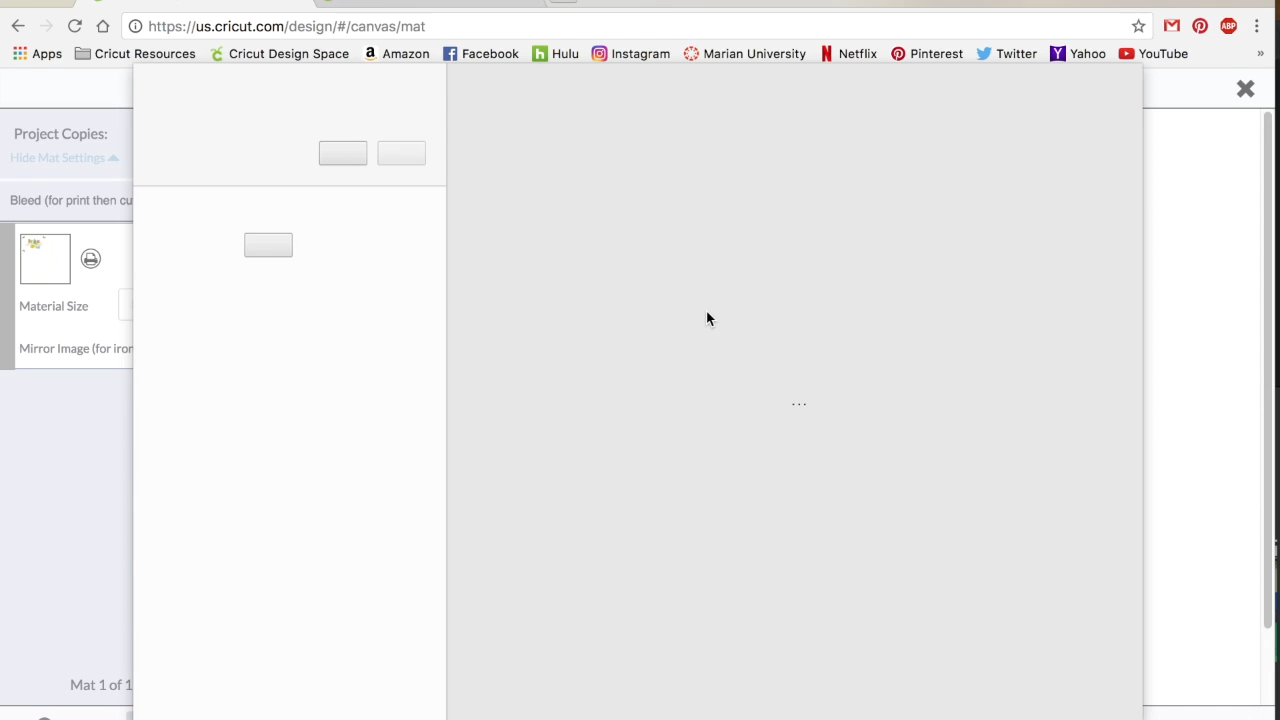 https://us.cricut.com/design/#/canvas/mat
ABP
Apps Cricut Resources Cricut Design Space Amazon Facebook Hulu Instagram Marian University Netflix Pinterest Twitter Yahoo YouTube »
Project Copies:
Hide Mat Settings
Bleed (for print then cu
Material Size
Mirror Image (for iron
...
Mat 1 of 1